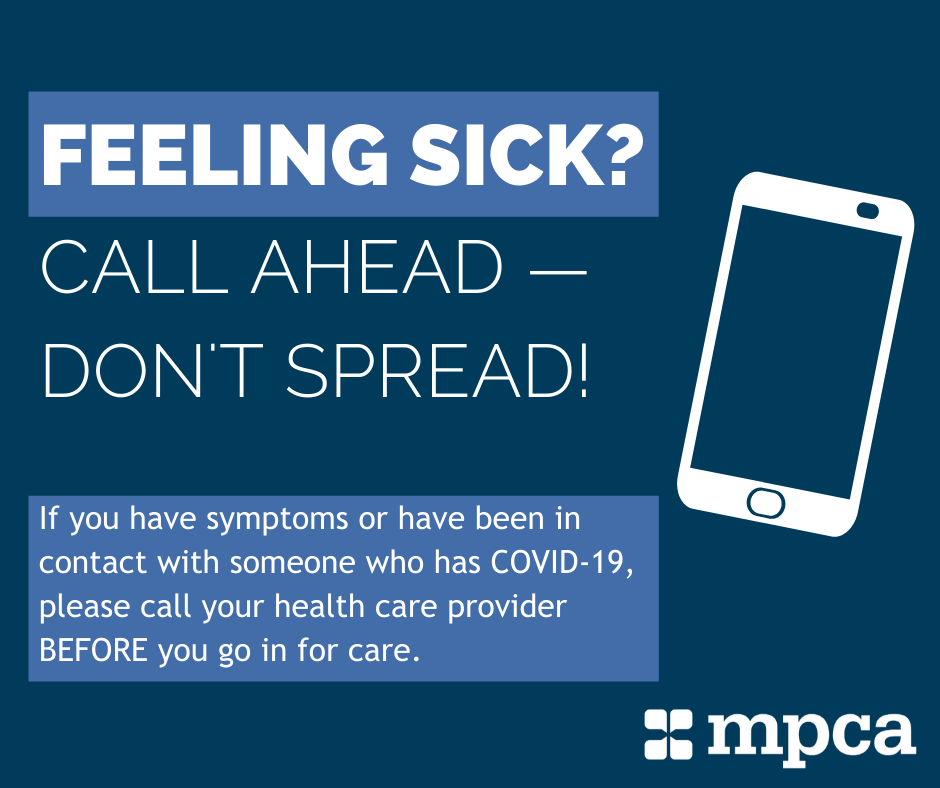 FEELING SICK?
CALL AHEAD —
DON'T SPREAD!
If you have symptoms or have been in
contact with someone who has COVID-19,
please call your health care provider
BEFORE you go in for care.
mpca